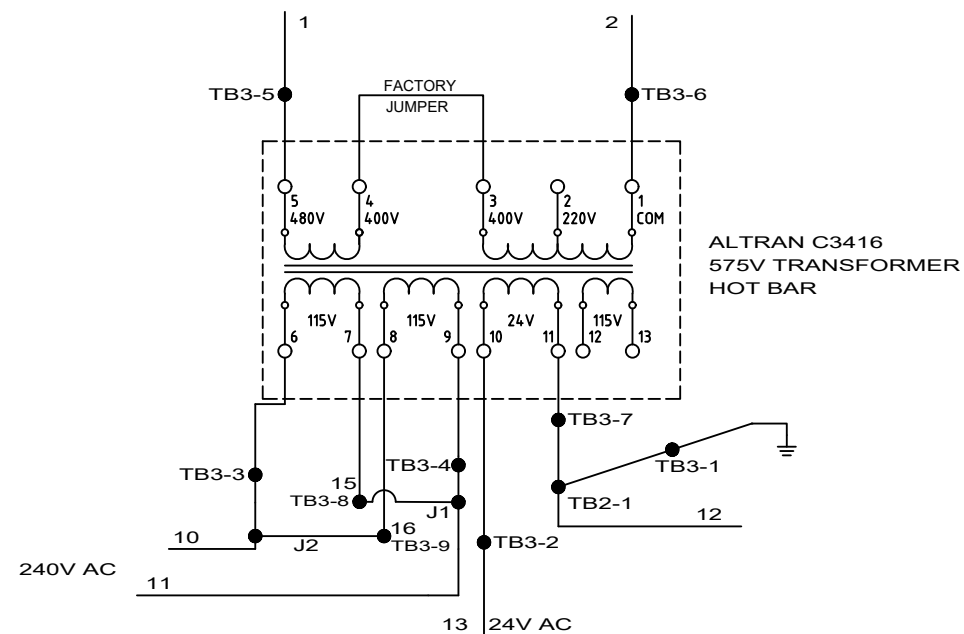 1
2
TB3-5
FACTORY
JUMPER
TB3-6
5
4
3
2
1
480V
400V
400V
220V
COM
ALTRAN C3416
575V TRANSFORMER
HOT BAR
115V
115V
24V
115V
6
7
8
9
10
11
12
13
TB3-7
TB3-3
TB3-4
TB3-1
15
TB3-8
J1
TB2-1
12
10
J2
16
TB3-9
TB3-2
240V AC
11
13
24V AC